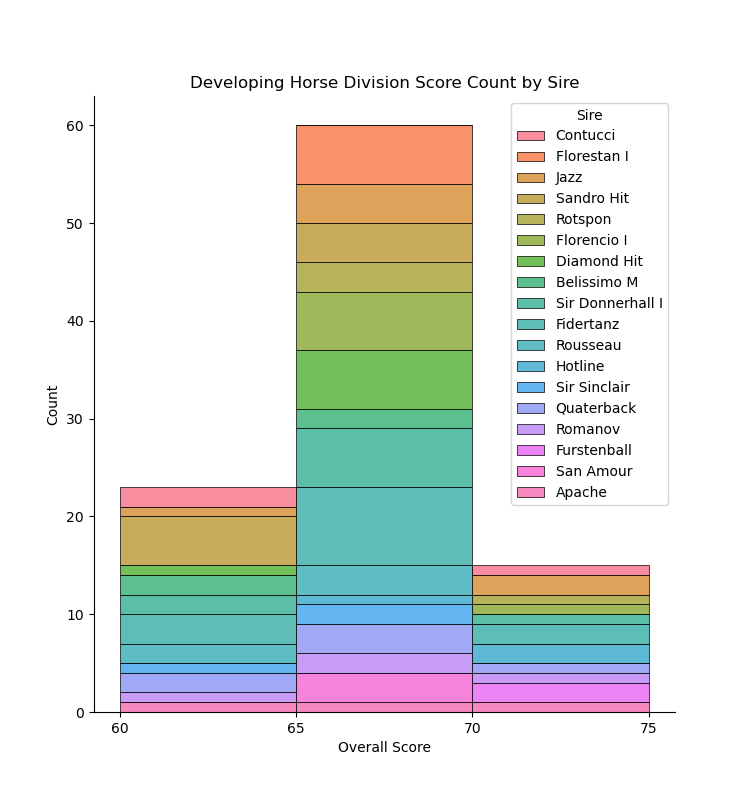 Developing Horse Division Score Count by Sire
Sire
Contucci
Florestan I
Jazz
Sandro Hit
Rotspon
Florencio I
Diamond Hit
Belissimo M
Sir Donnerhall I
Fidertanz
Rousseau
Hotline
Sir Sinclair
Quaterback
Romanov
Furstenball
San Amour
Apache
60
50
40
30
20
10
0
Count
60 65 70 75
Overall Score